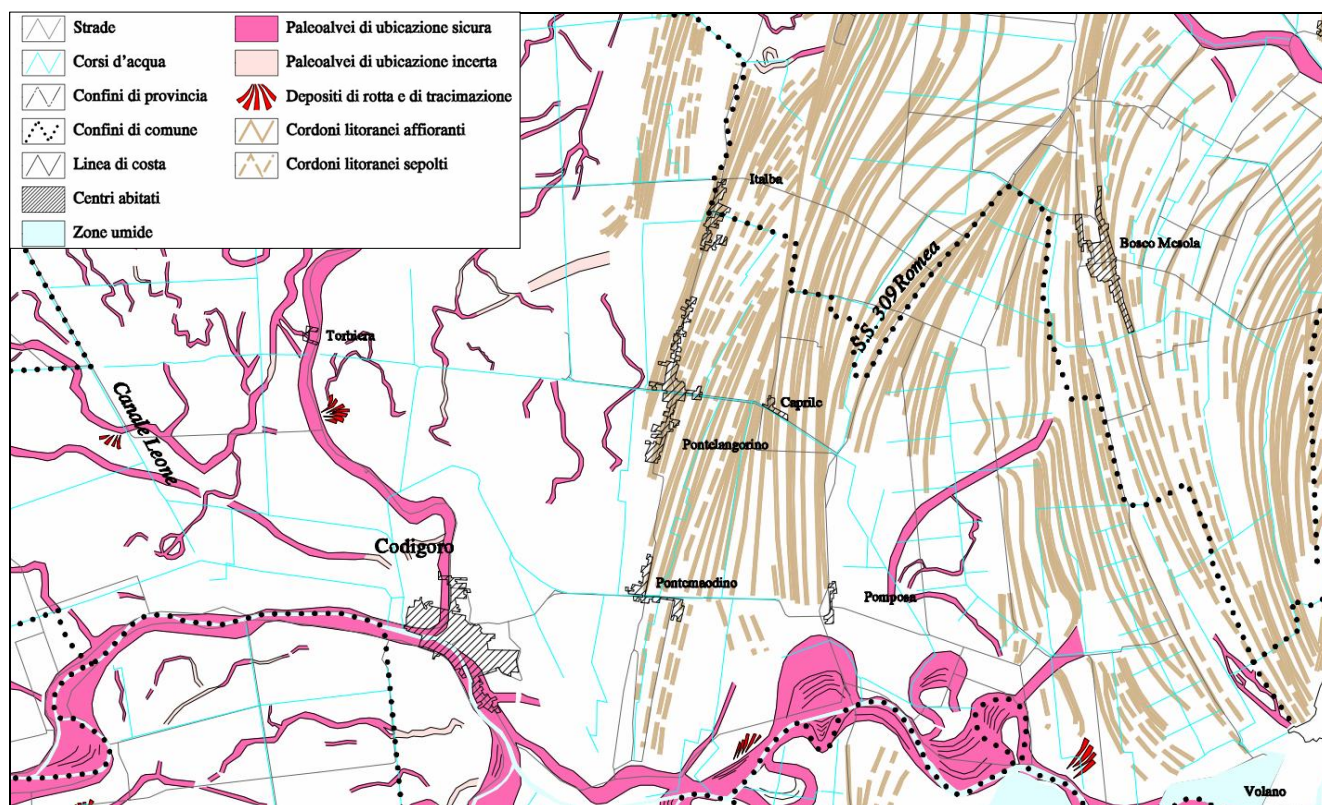 Strade
Corsi d'acqua
Confini di provincia
Confini di comune
Linea di costa
Centri abitati
Zone umide
Paleoalvei di ubicazione sicura
Paleoalvei di ubicazione incerta
Depositi di rotta e di tracimazione
Cordoni litoranei affioranti
Cordoni litoranei sepolti
Italba
Bosco Mesola
S.S. 309 Romea
Torbiera
Canale Leone
Caprile
Pontelangorino
Codigoro
Pontemaodino
Pomposa
Volano